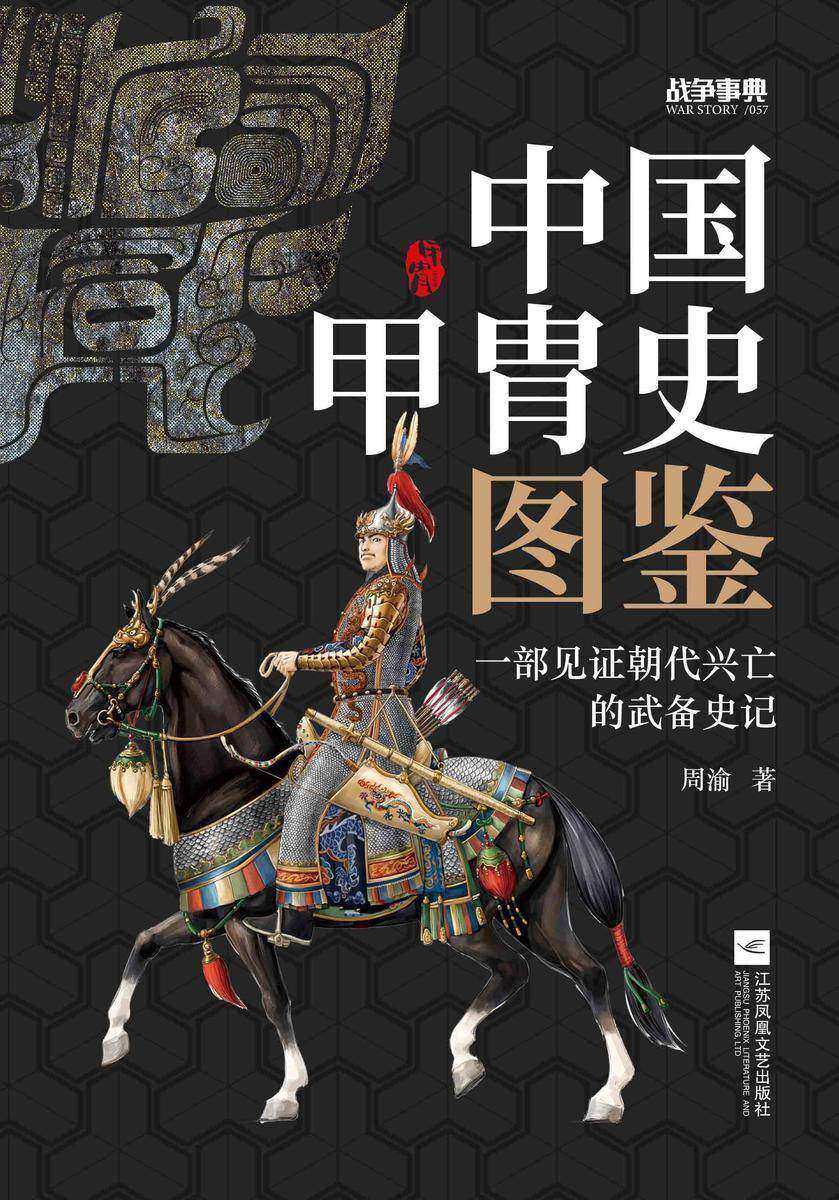 战争事典
WAR STORY /057
中国
甲胄史
图鉴
一部见证朝代兴亡
的武备史记
周渝 著
江苏凤凰文艺出版社
JIANGSU PHOENIX LITERATURE AND
ART PUBLISHING, LTD